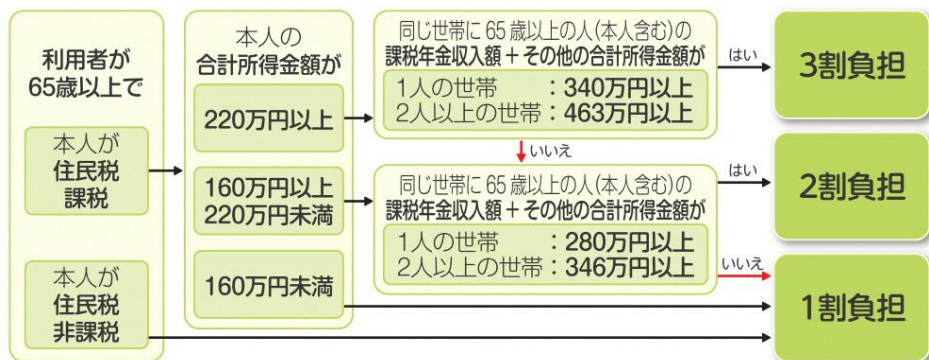 利用者が
65歳以上で
本人が
住民税
課税
本人が
住民税
非課税
本人の
合計所得金額が
220万円以上
160万円以上
220万円未満
160万円未満
同じ世帯に65歳以上の人(本人含む)の
課税年金収入額+その他の合計所得金額が
1人の世帯 :340万円以上
2人以上の世帯:463万円以上
はい
いいえ
同じ世帯に65歳以上の人(本人含む)の
課税年金収入額+その他の合計所得金額が
1人の世帯 :280万円以上
2人以上の世帯:346万円以上
はい
いいえ
3割負担
2割負担
1割負担